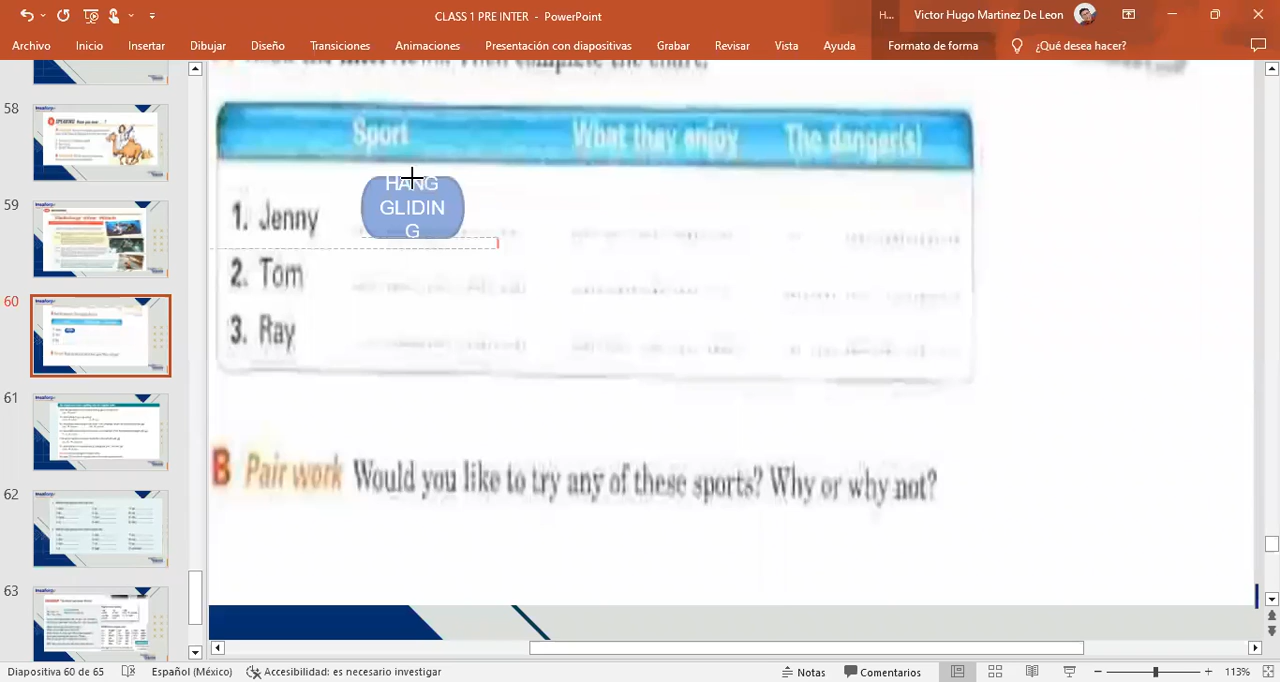 CLASS 1 PRE INTER - PowerPoint
H...
Victor Hugo Martinez De Leon
Archivo Inicio Insertar Dibujar Diseño Transiciones Animaciones Presentación con diapositivas Grabar Revisar Vista Ayuda Formato de forma ¿Qué desea hacer?
Sport What they enjoy The danger(s)
HANG
GLIDIN
G
1. Jenny
2. Tom
3. Ray
B Pair work Would you like to try any of these sports? Why or why not?
58
59
60
61
62
63
Diapositiva 60 de 65 Español (México) Accesibilidad: es necesario investigar Notas Comentarios 113%